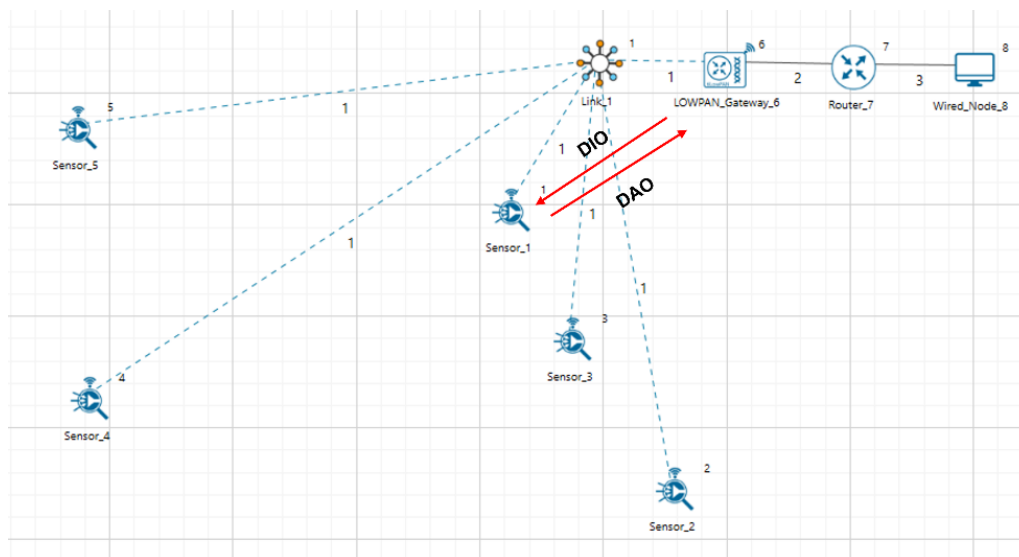 1
6
7
8
1
2
3
Link_1
LOWPAN_Gateway_6
Router_7
Wired_Node_8
5
1
Sensor_5
DIO
1
DAO
1
1
Sensor_1
1
1
3
Sensor_3
4
Sensor_4
2
Sensor_2